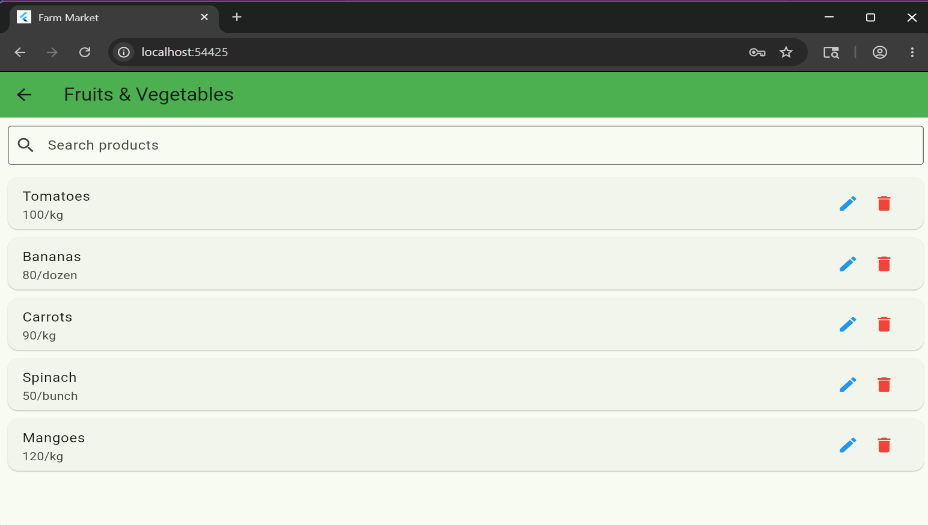 Farm Market
localhost:54425
Fruits & Vegetables
Search products
Tomatoes
100/kg
Bananas
80/dozen
Carrots
90/kg
Spinach
50/bunch
Mangoes
120/kg